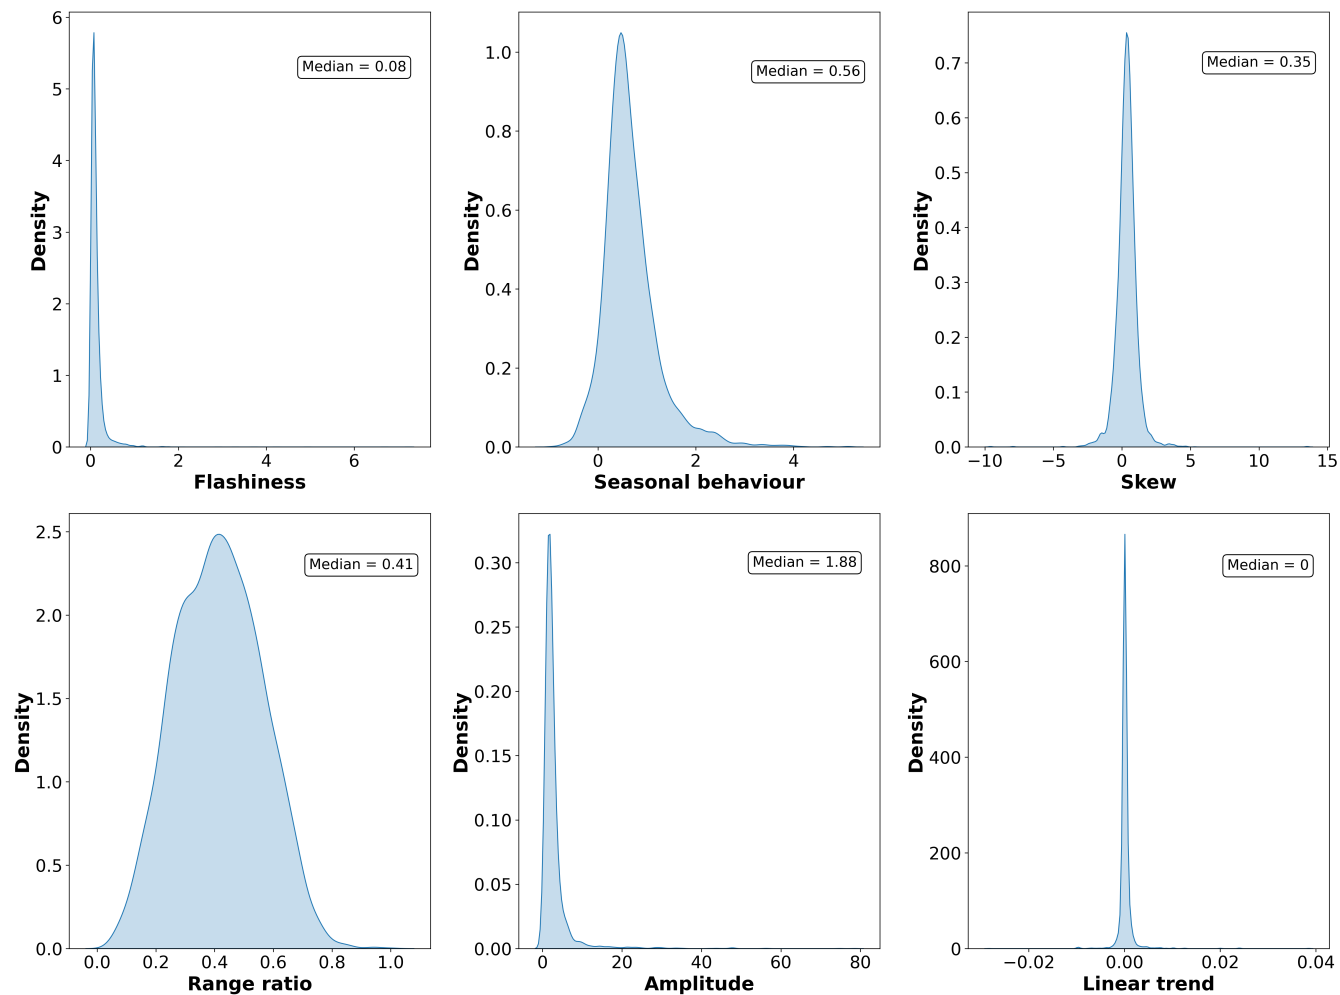 6
5
4
3
2
1
0
Density
Median = 0.08
0 2 4 6
Flashiness
1.0
0.8
0.6
0.4
0.2
0.0
Density
Median = 0.56
0 2 4
Seasonal behaviour
0.7
0.6
0.5
0.4
0.3
0.2
0.1
0.0
Density
Median = 0.35
−10 −5 0 5 10 15
Skew
2.5
2.0
1.5
1.0
0.5
0.0
Density
Median = 0.41
0.0 0.2 0.4 0.6 0.8 1.0
Range ratio
0.30
0.25
0.20
0.15
0.10
0.05
0.00
Density
Median = 1.88
0 20 40 60 80
Amplitude
800
600
400
200
0
Density
Median = 0
−0.02 0.00 0.02 0.04
Linear trend